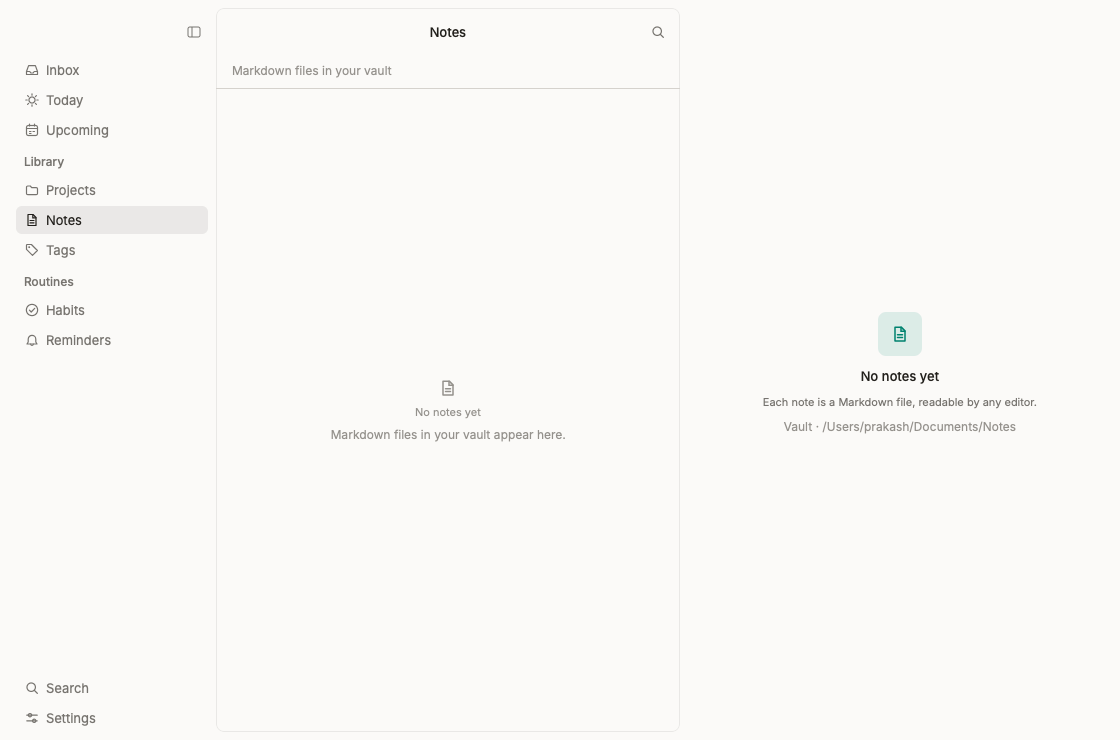 Inbox
Today
Upcoming
Library
Projects
Notes
Tags
Routines
Habits
Reminders
Search
Settings
Notes
Markdown files in your vault
No notes yet
Markdown files in your vault appear here.
No notes yet
Each note is a Markdown file, readable by any editor.
Vault · /Users/prakash/Documents/Notes